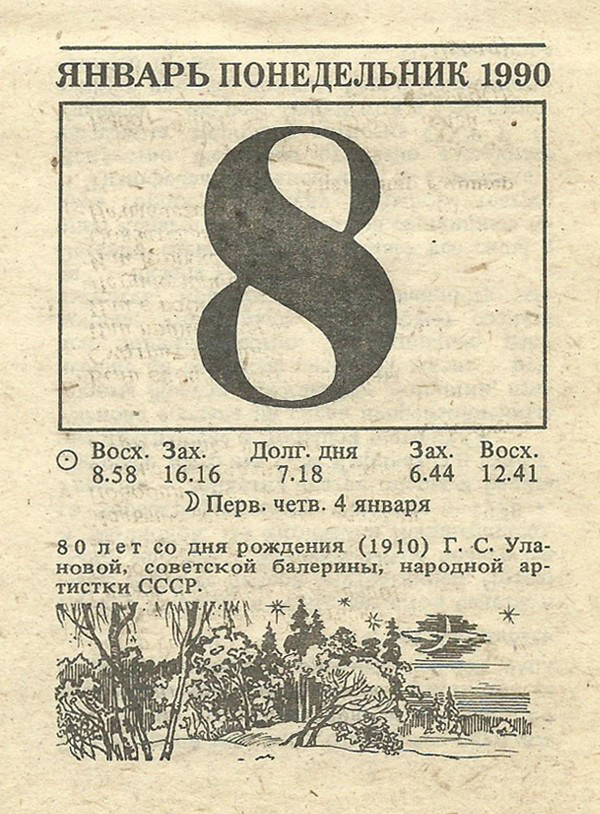 ЯНВАРЬ ПОНЕДЕЛЬНИК 1990
8
Восх. Зах. Долг. дня Зах. Восх.
8.58 16.16 7.18 6.44 12.41
Перв. четв. 4 января
80 лет со дня рождения (1910) Г. С. Ула-
новой, советской балерины, народной ар-
тистки СССР.